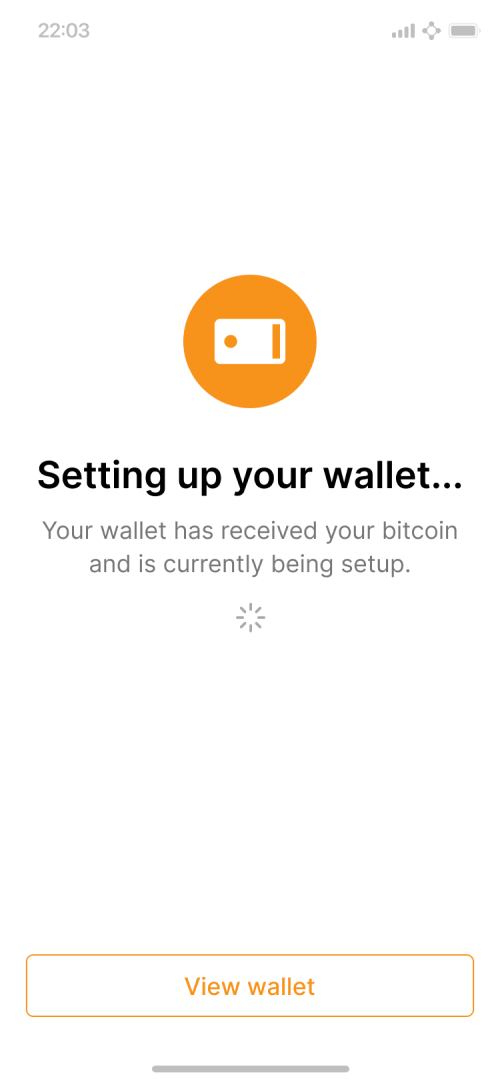 22:03
Setting up your wallet...
Your wallet has received your bitcoin
and is currently being setup.
View wallet